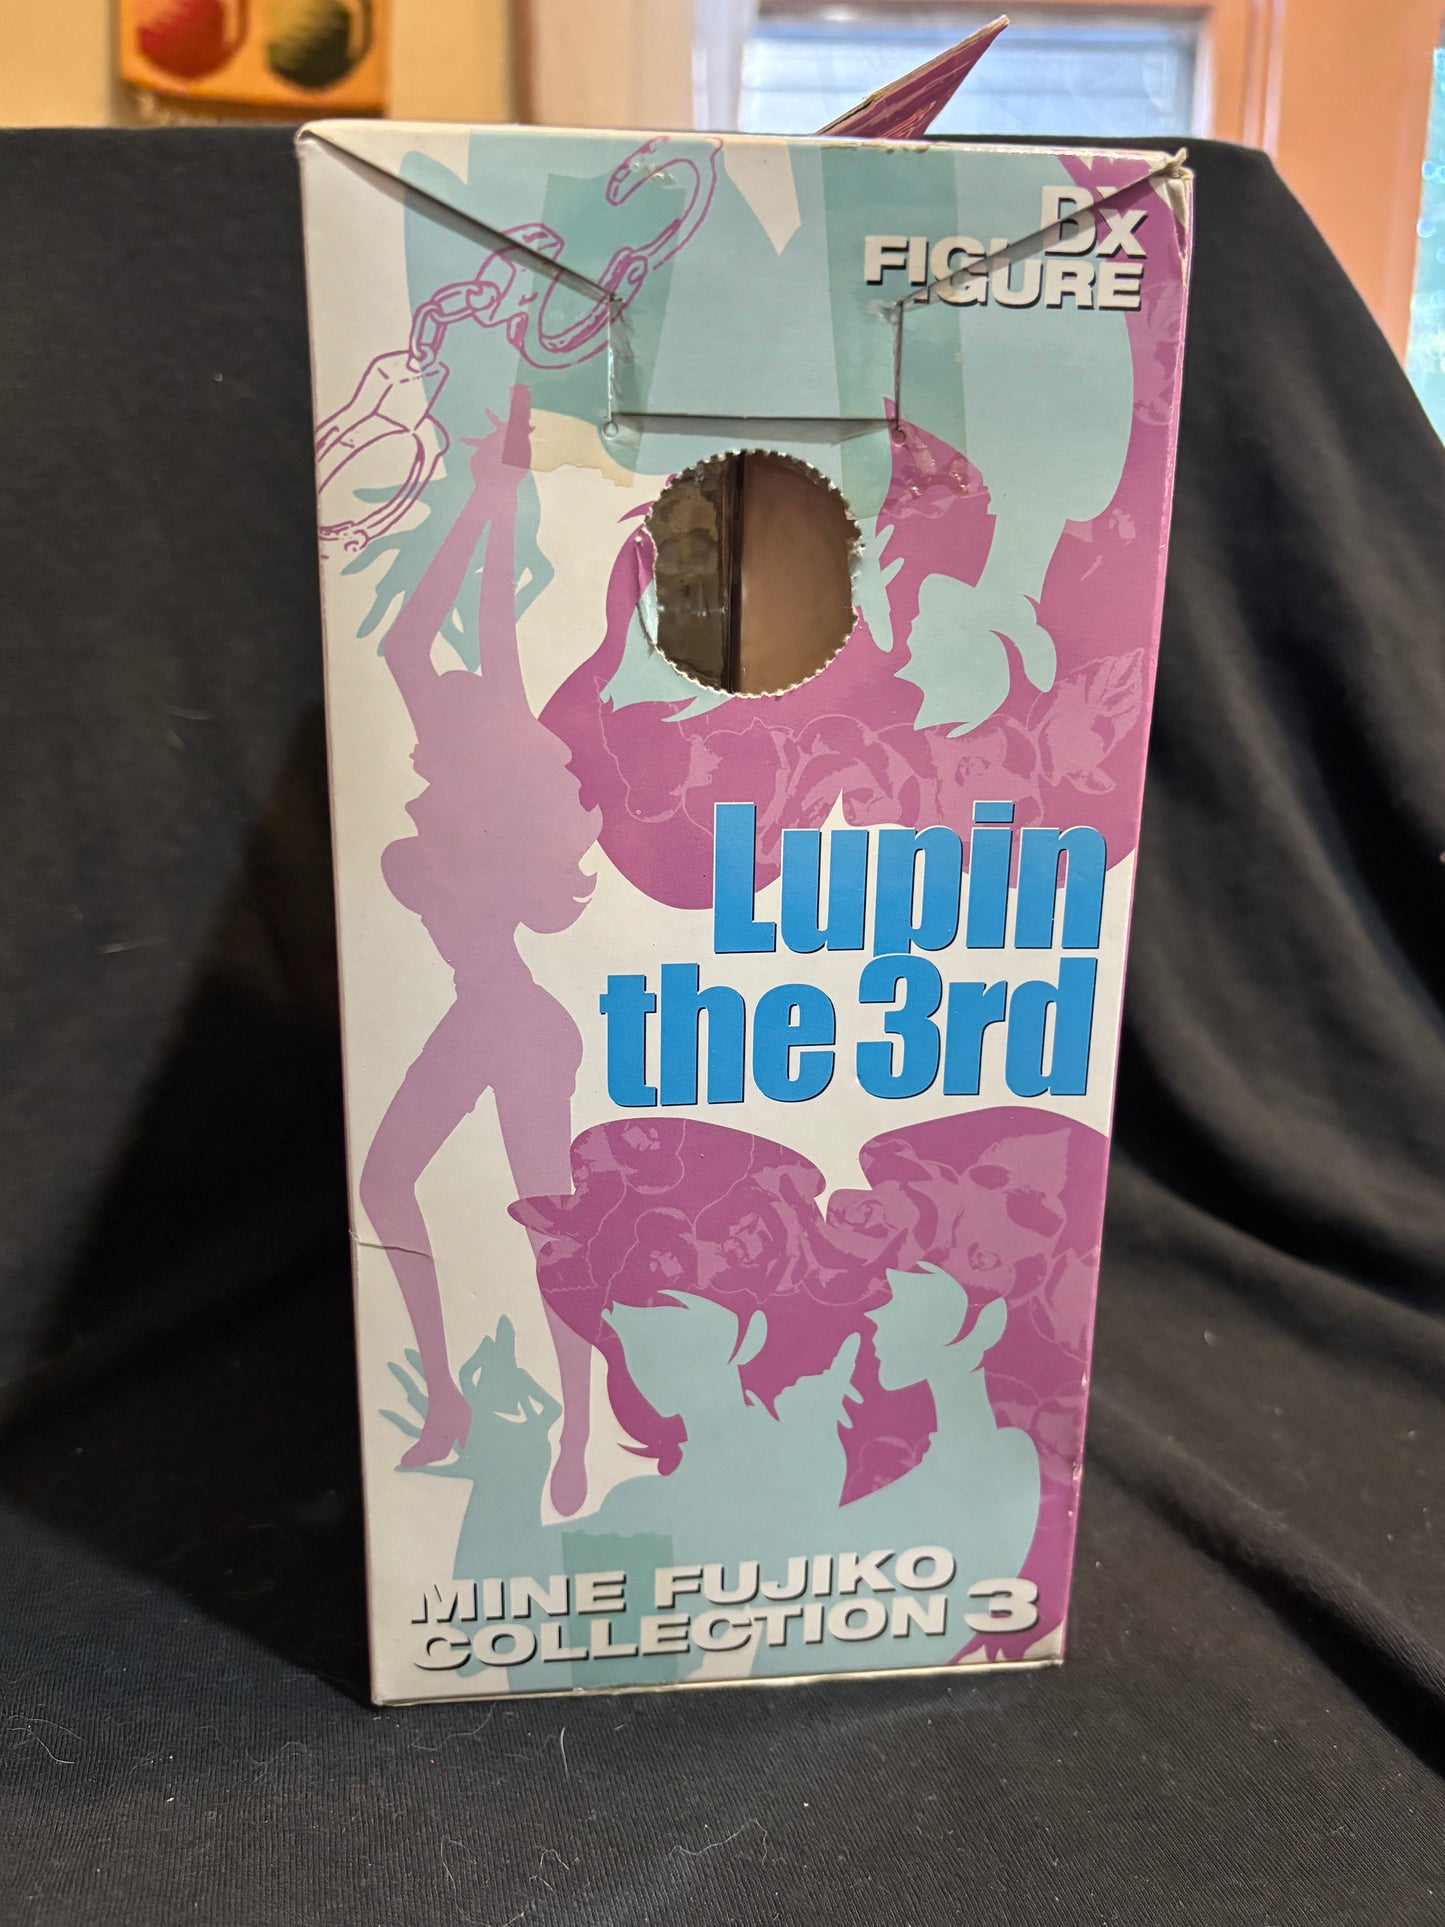 DX
FIGURE
Lupin
the 3rd
MINE FUJIKO
COLLECTION 3